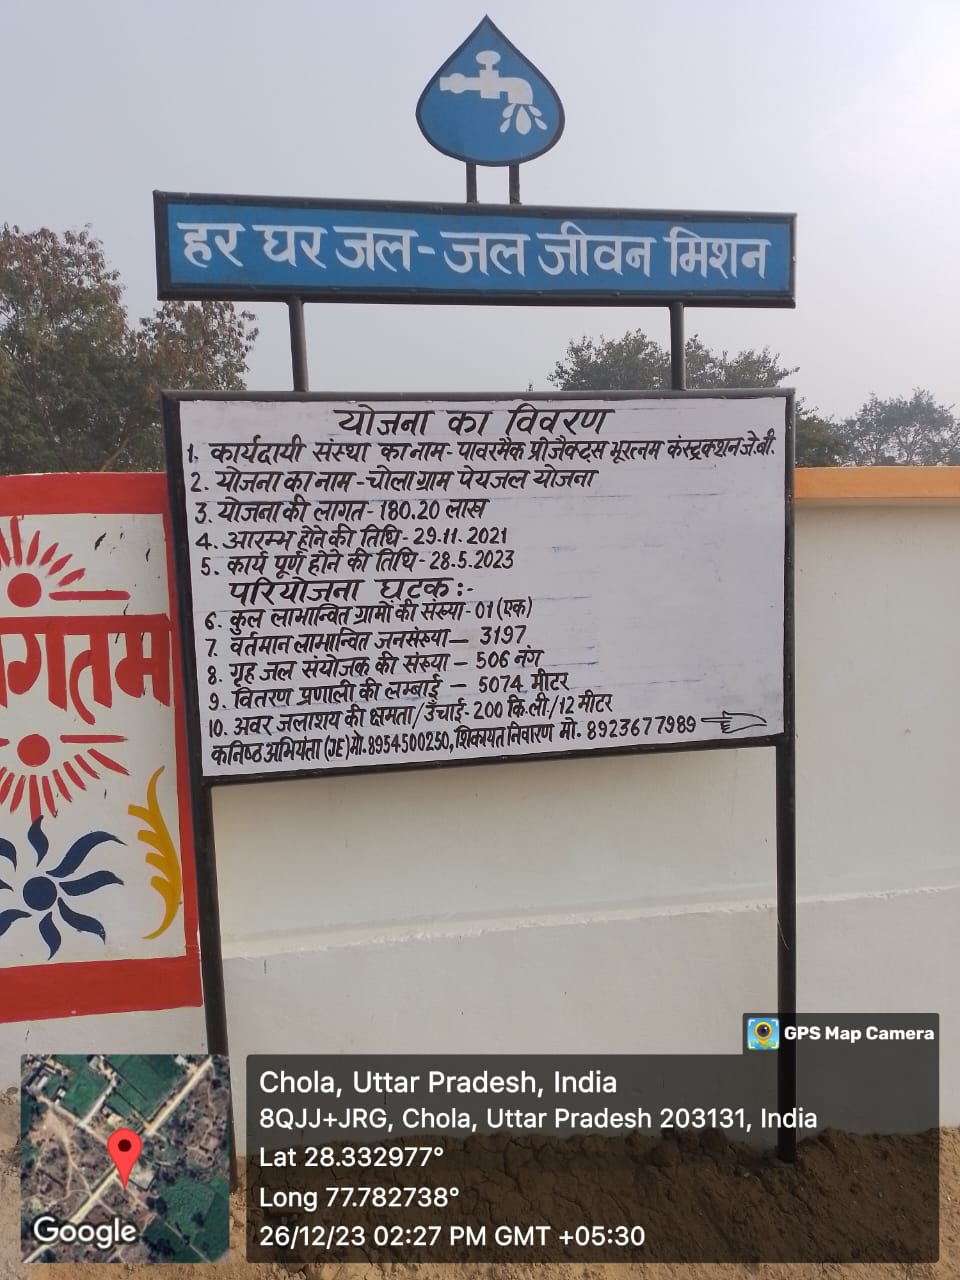 हर घर जल-जल जीवन मिशन
योजना का विवरण
1. कार्यदायी संस्था का नाम- पावरमैक प्रोजैक्ट्स भूरत्नम कंस्ट्रक्शन जे.बी.
2. योजना का नाम-चोला ग्राम पेयजल योजना
3. योजना की लागत-180.20 लाख
4. आरम्भ होने की तिथि-29.11.2021
5. कार्य पूर्ण होने की तिथि-28.5.2023
परियोजना घटक:-
6. कुल लाभान्वित ग्रामों की संख्या-01(एक)
7. वर्तमान लाभान्वित जनसंख्या- 3197
8. गृह जल संयोजक की संख्या - 506 नंग
9. वितरण प्रणाली की लम्बाई - 5074 मीटर
10. अवर जलाशय की क्षमता/उँचाई-200 कि.ली./12 मीटर
कनिष्ठ अभियंता (JE) मो.8954500250, शिकायत निवारण मो. 8923677989
गतम
GPS Map Camera
Chola, Uttar Pradesh, India
8QJJ+JRG, Chola, Uttar Pradesh 203131, India
Lat 28.332977°
Long 77.782738°
26/12/23 02:27 PM GMT +05:30
Google